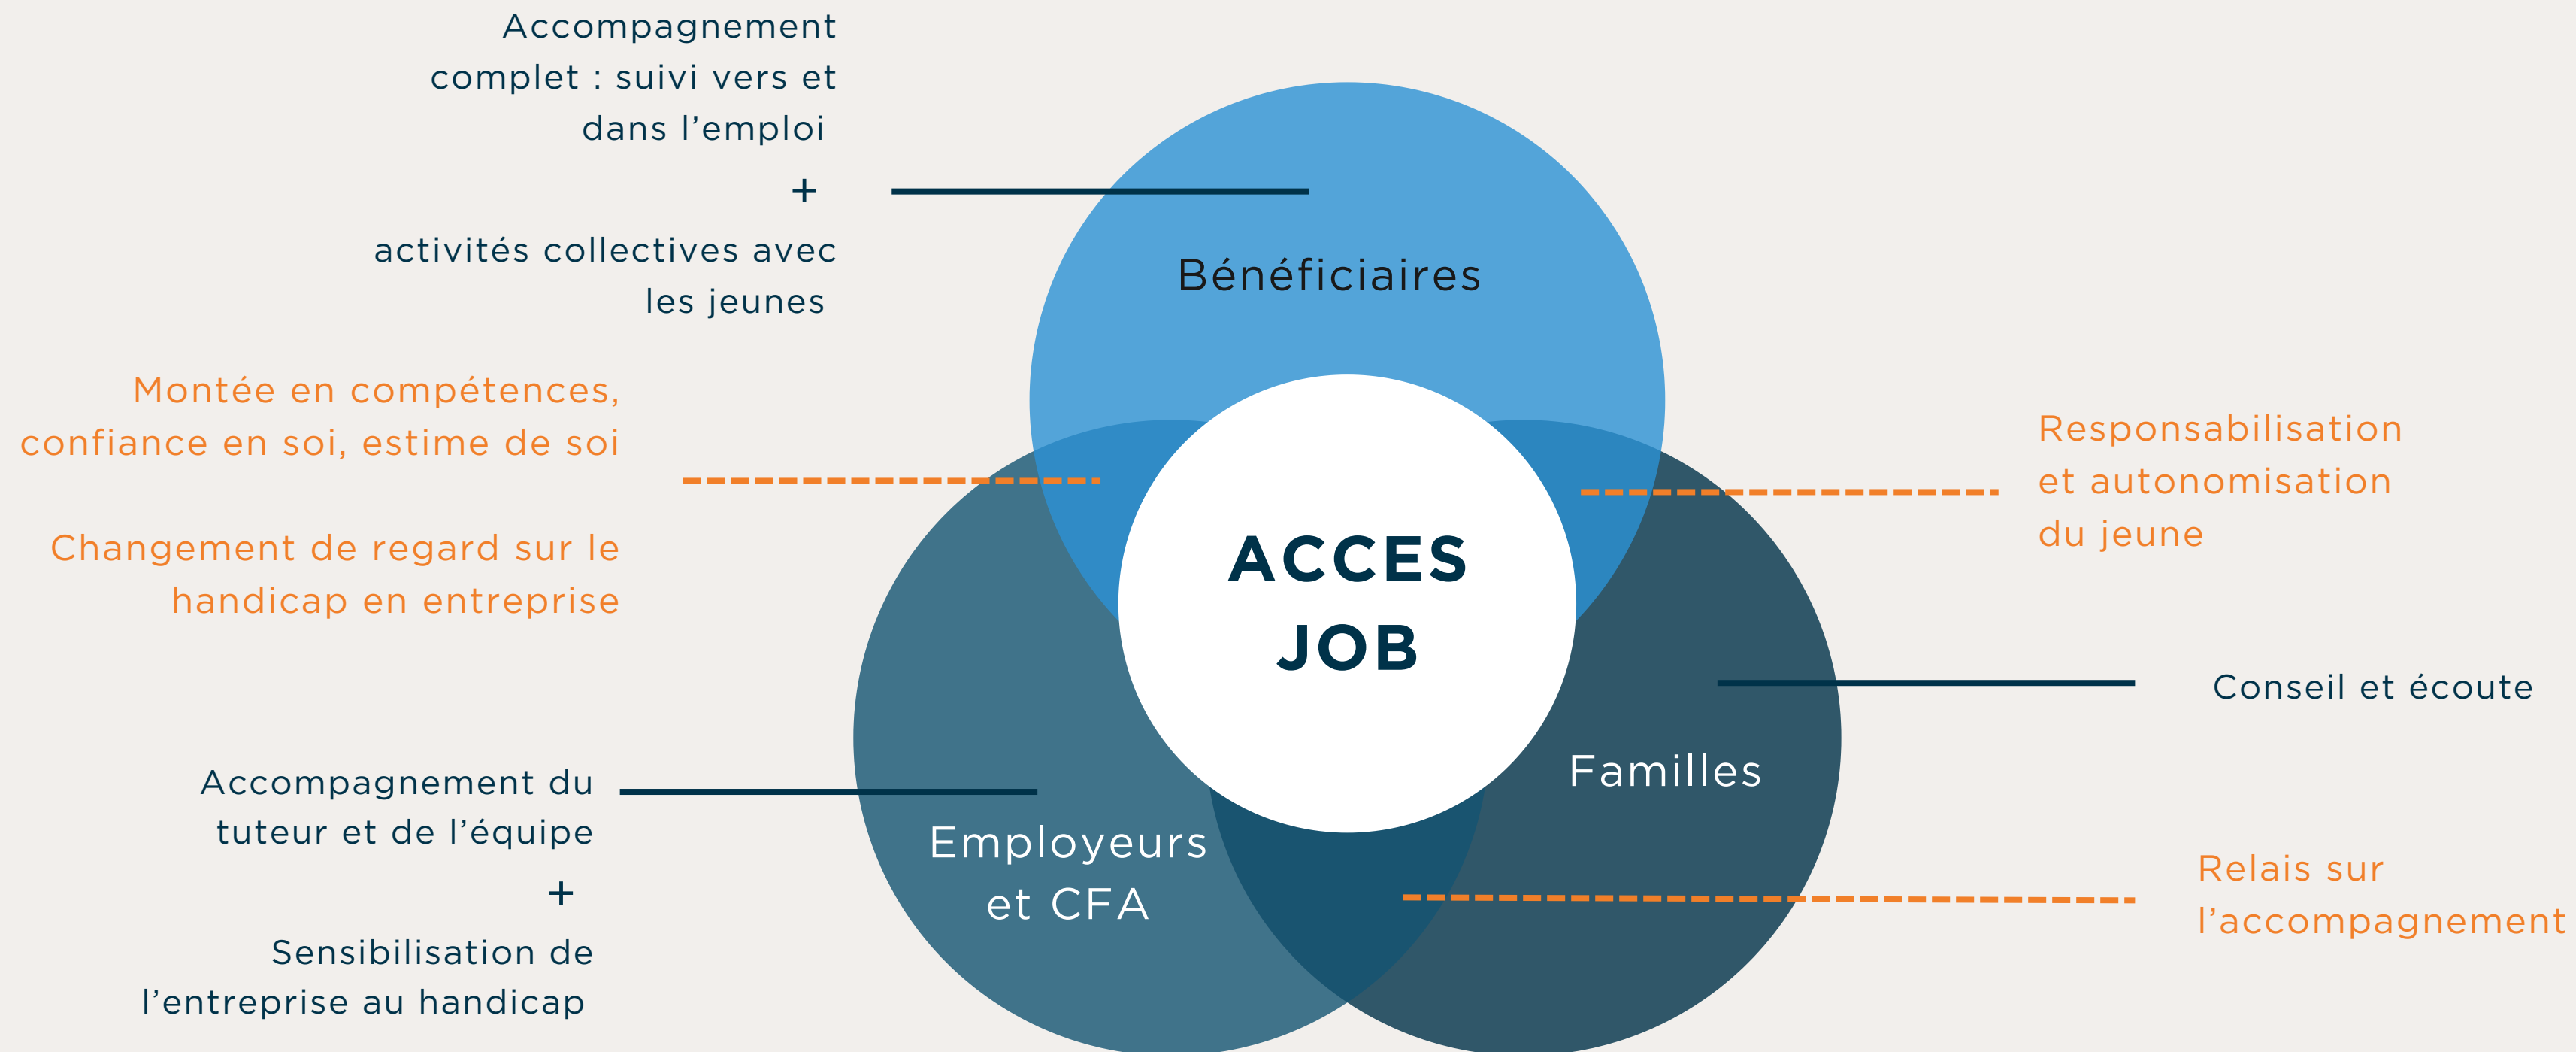 Accompagnement
complet : suivi vers et
dans l’emploi
+
activités collectives avec
les jeunes
Bénéficiaires
Montée en compétences,
confiance en soi, estime de soi
Changement de regard sur le
handicap en entreprise
Responsabilisation
et autonomisation
du jeune
ACCES
JOB
Conseil et écoute
Familles
Accompagnement du
tuteur et de l’équipe
+
Sensibilisation de
l’entreprise au handicap
Employeurs
et CFA
Relais sur
l’accompagnement